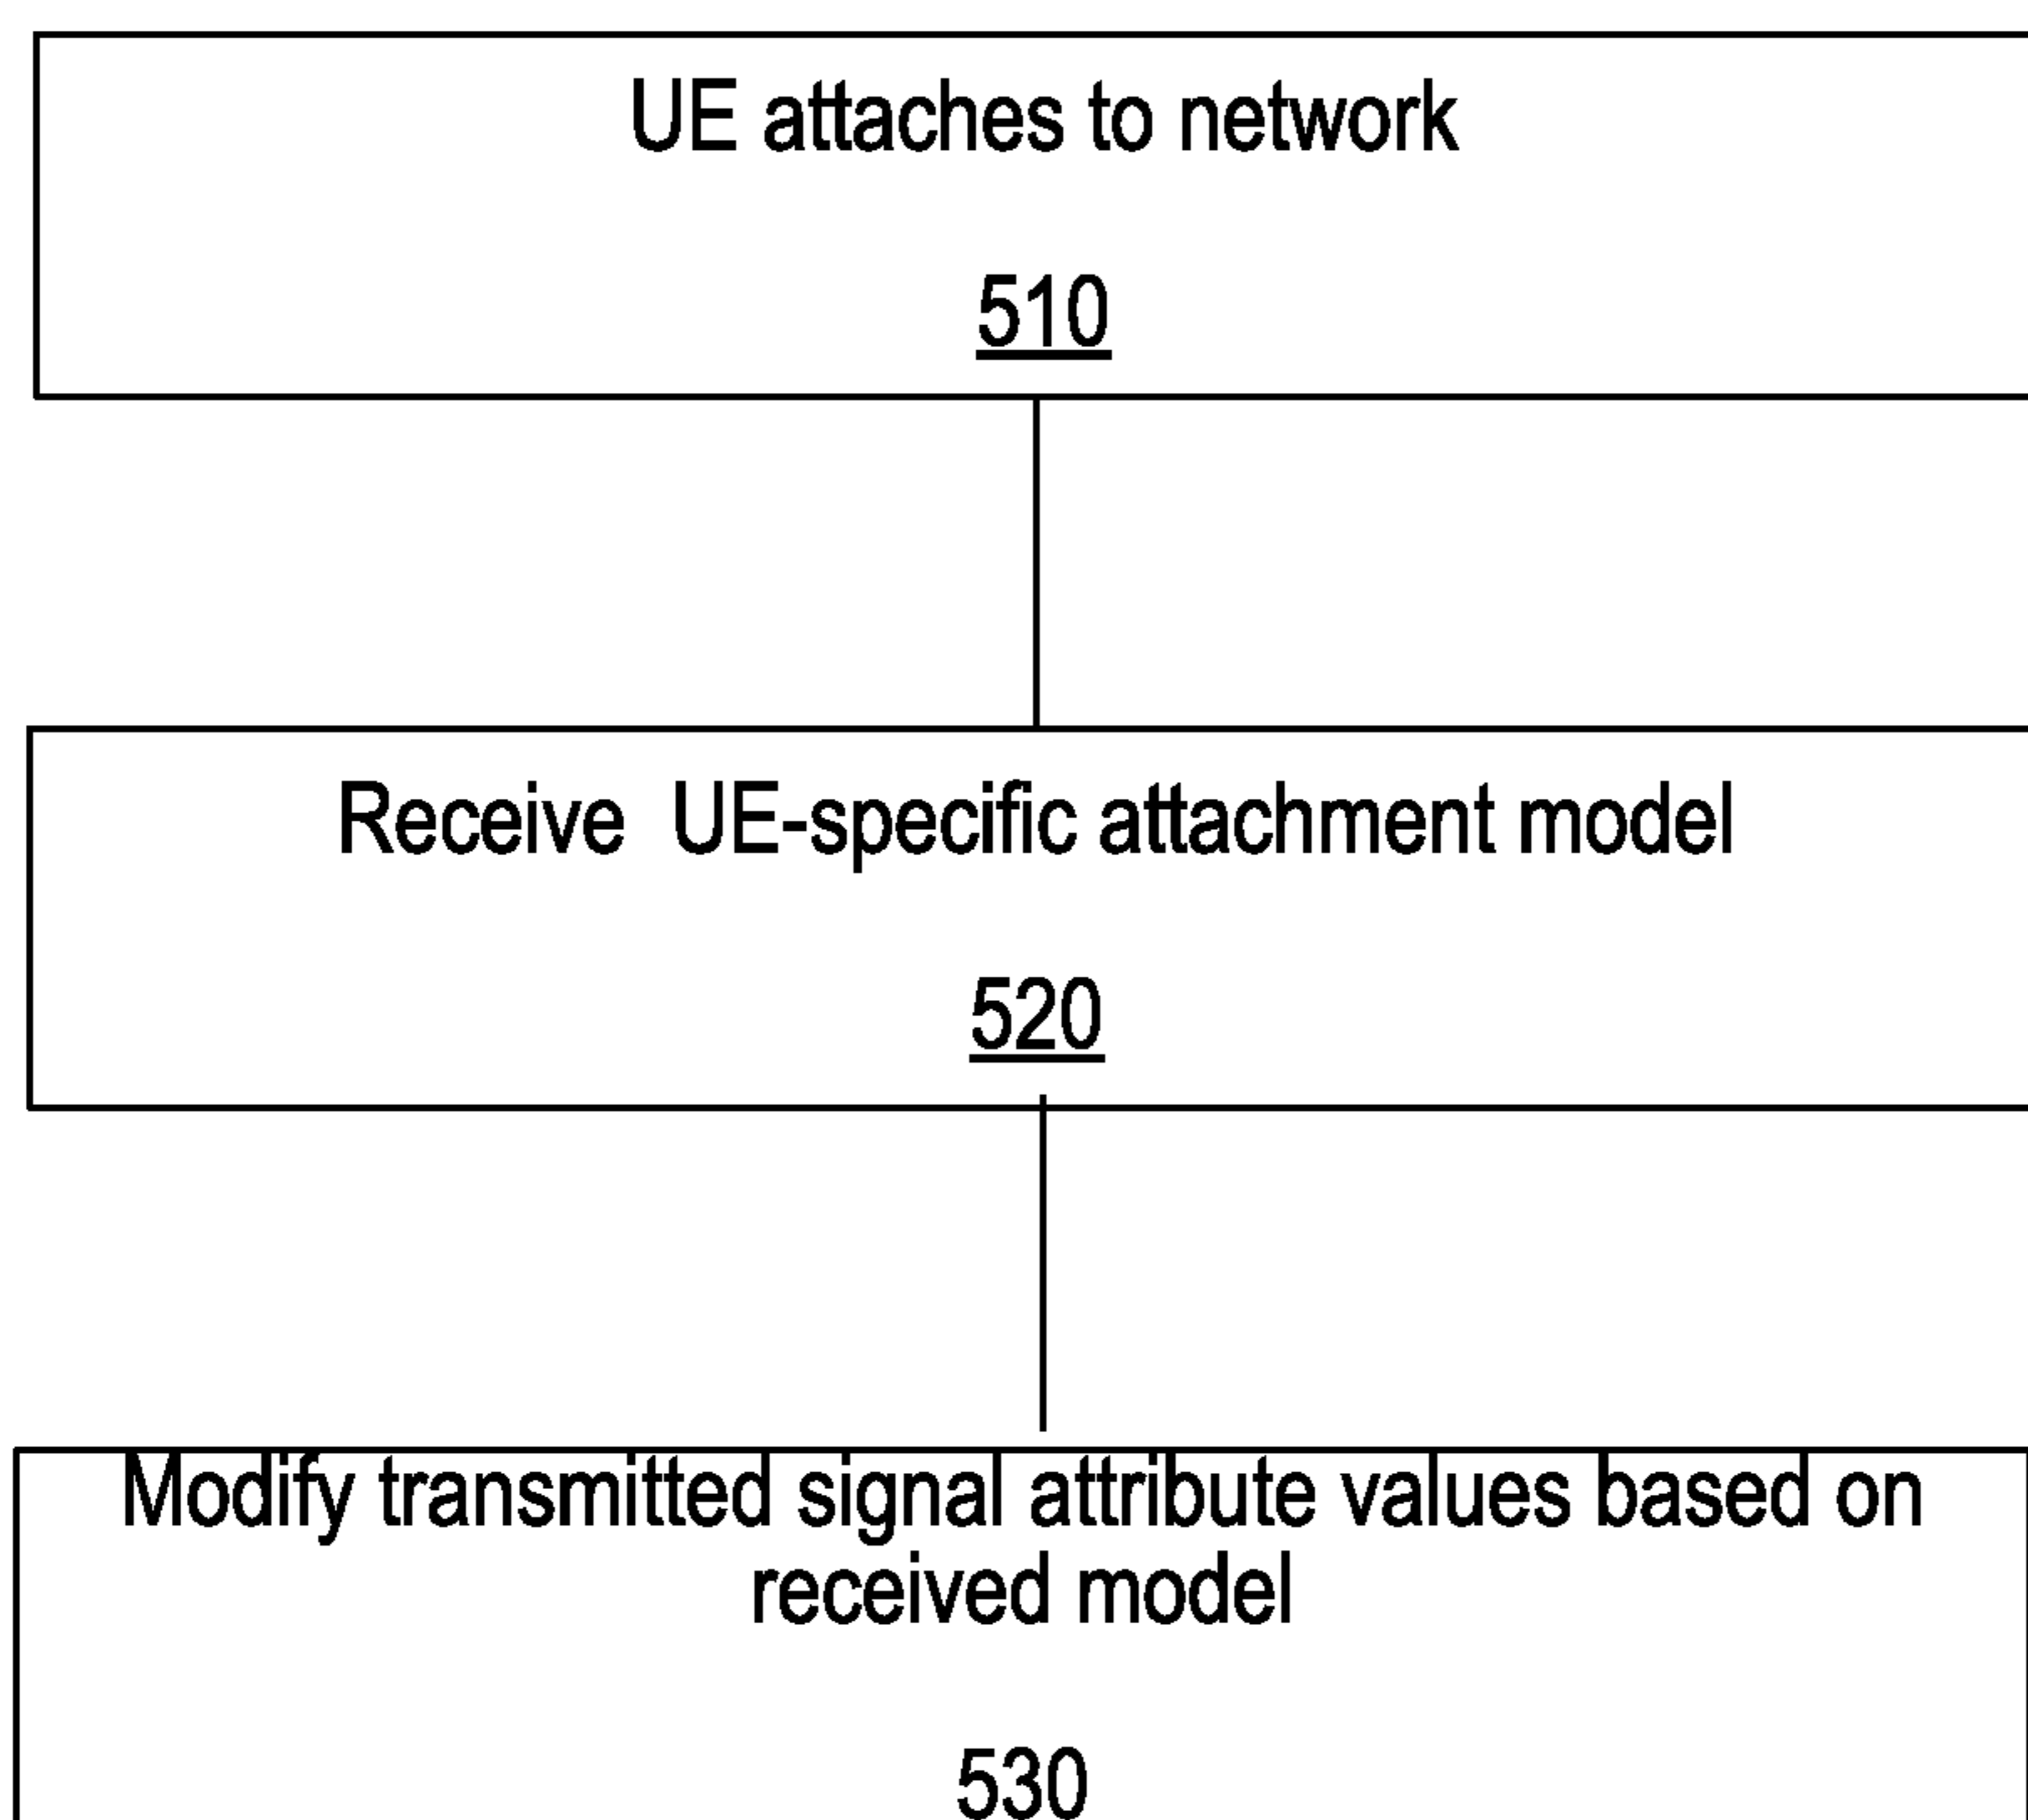 UE attaches to network
510
Receive UE-specific attachment model
520
Modify transmitted signal attribute values based on
received model
530